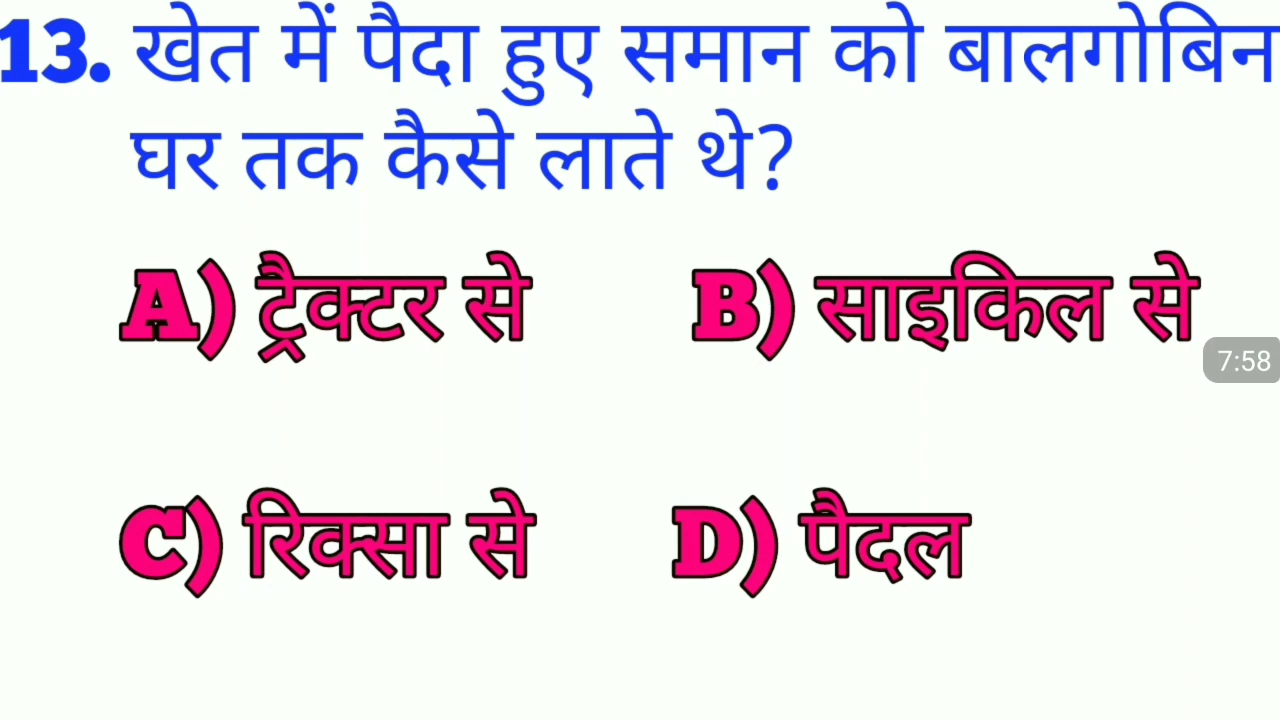 13. खेत में पैदा हुए समान को बालगोबिन
घर तक कैसे लाते थे?
A) ट्रैक्टर से B) साइकिल से
7:58
C) रिक्सा से D) पैदल